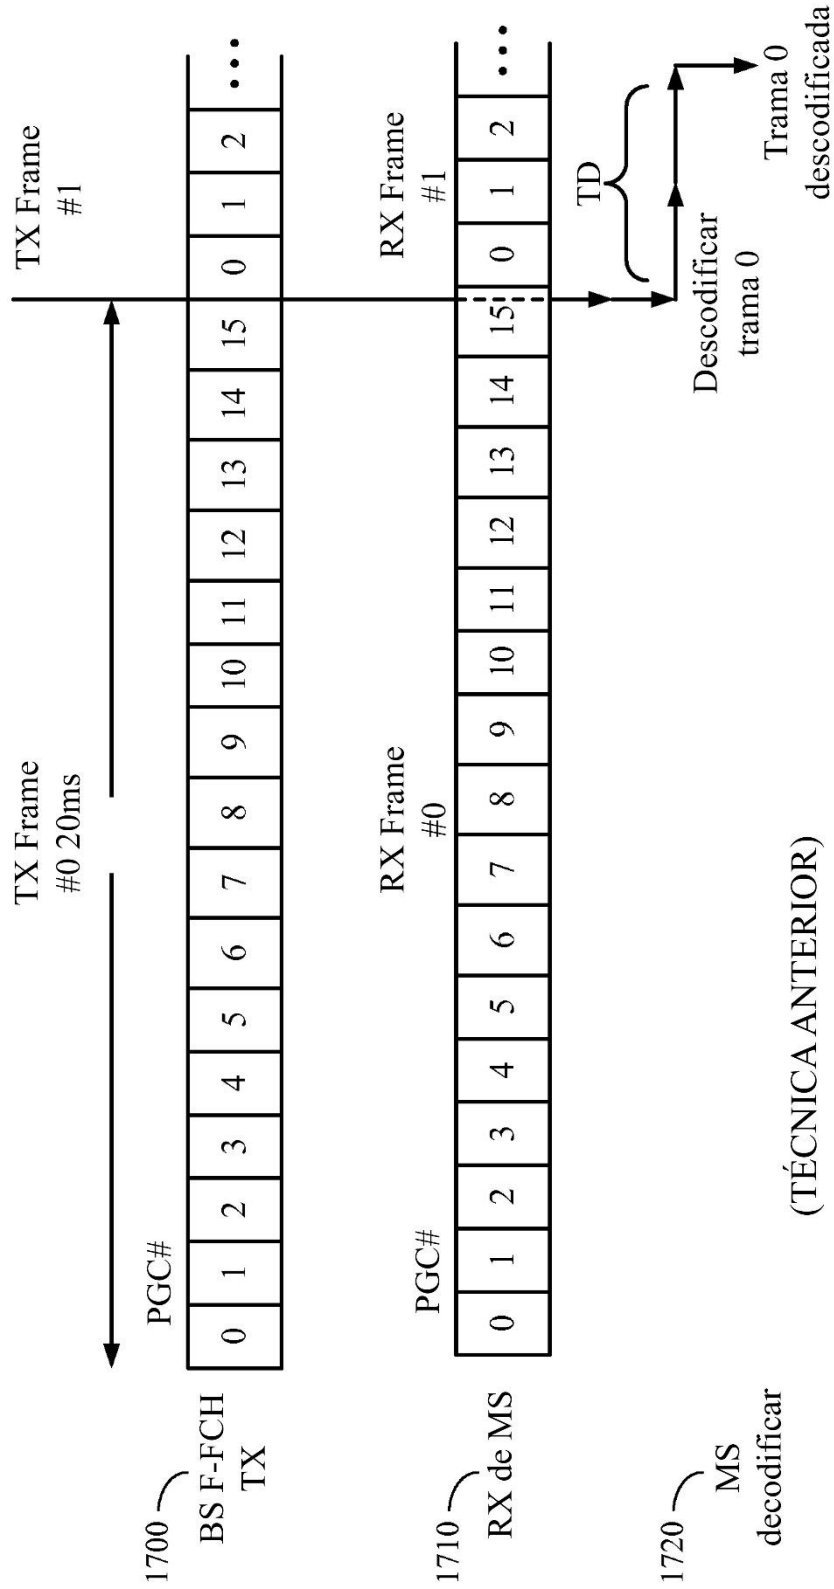 TX Frame
#0 20ms
TX Frame
#1
PGC#
1700
BS F-FCH
TX
0 1 2 3 4 5 6 7 8 9 10 11 12 13 14 15 0 1 2 ...
RX Frame
#0
RX Frame
#1
PGC#
1710
RX de MS
0 1 2 3 4 5 6 7 8 9 10 11 12 13 14 15 0 1 2 ...
TD
1720
MS
decodificar
Descodificar
trama 0
Trama 0
descodificada
(TÉCNICA ANTERIOR)